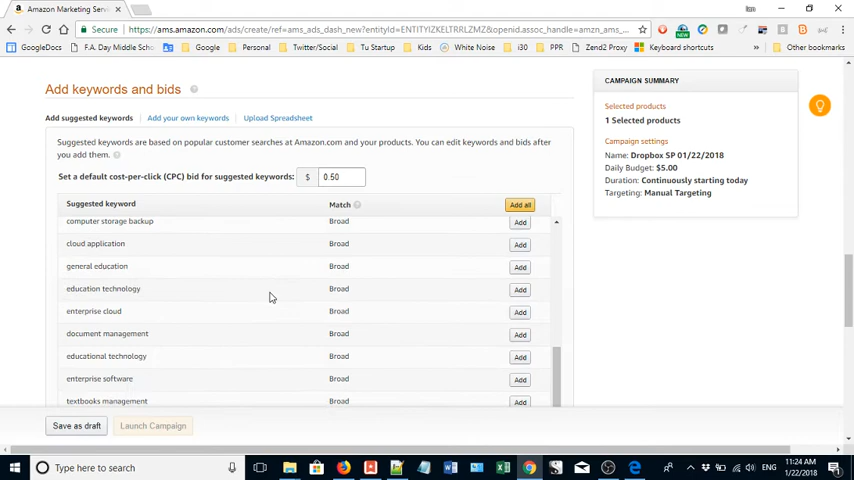 Amazon Marketing Serv
Secure
https://ams.amazon.com/ads/create/ref=ams_ads_dash_new?entityId=ENTITYIZKELTRRLZMZ&openid.assoc_handle=amzn_ams_...
GoogleDocs
F.A. Day Middle Scho
Google
Personal
Twitter/Social
Tu Startup
Kids
White Noise
i30
PPR
Zend2 Proxy
Keyboard shortcuts
Add keywords and bids
Add suggested keywords
Add your own keywords
Upload Spreadsheet
Suggested keywords are based on popular customer searches at Amazon.com and your products. You can edit keywords and bids after
you add them.
Set a default cost-per-click (CPC) bid for suggested keywords: $ 0.50
Suggested keyword Match Add all
computer storage backup Broad Add
cloud application Broad Add
general education Broad Add
education technology Broad Add
enterprise cloud Broad Add
document management Broad Add
educational technology Broad Add
enterprise software Broad Add
textbooks management Broad Add
Save as draft
Launch Campaign
CAMPAIGN SUMMARY
Selected products
1 Selected products
Campaign settings
Name: Dropbox SP 01/22/2018
Daily Budget: $5.00
Duration: Continuously starting today
Targeting: Manual Targeting
Type here to search
ENG
11:24 AM
1/22/2018